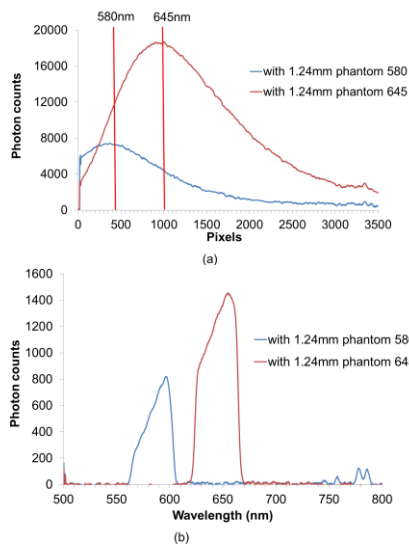 580nm 645nm
20000
16000
12000
8000
4000
0
Photon counts
with 1.24mm phantom 580
with 1.24mm phantom 645
0 500 1000 1500 2000 2500 3000 3500
Pixels
(a)
1600
1400
1200
1000
800
600
400
200
0
Photon counts
with 1.24mm phantom 58
with 1.24mm phantom 64
500 550 600 650 700 750 800
Wavelength (nm)
(b)